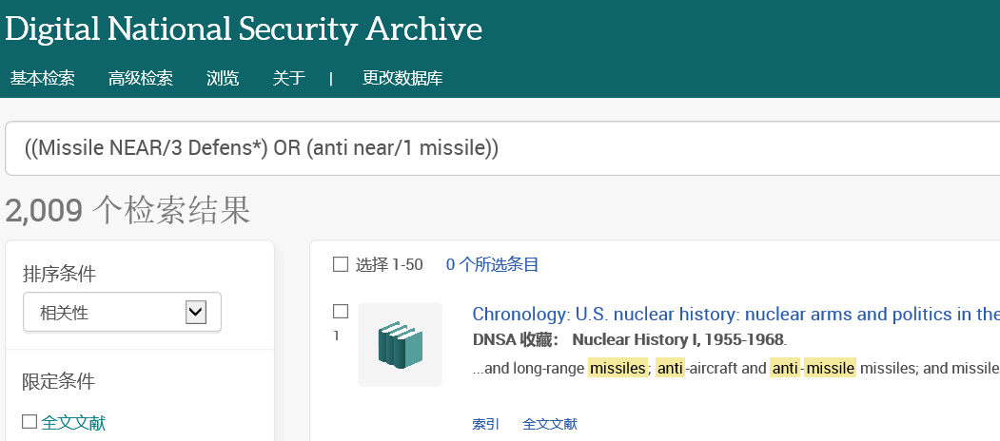 Digital National Security Archive
基本检索 高级检索 浏览 关于 | 更改数据库
((Missile NEAR/3 Defens*) OR (anti near/1 missile))
2,009 个检索结果
排序条件
相关性
限定条件
全文文献
选择 1-50 0 个所选条目
1
Chronology: U.S. nuclear history: nuclear arms and politics in the
DNSA 收藏： Nuclear History I, 1955-1968.
...and long-range missiles; anti-aircraft and anti-missile missiles; and missile
索引 全文文献